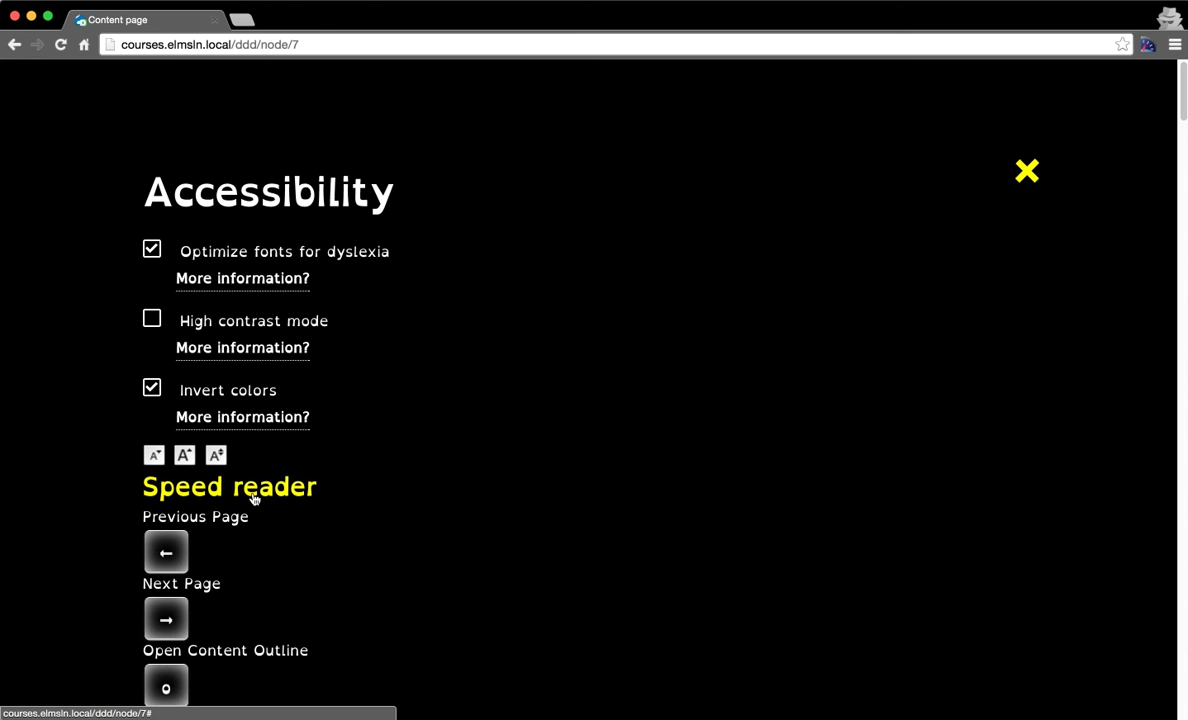 Content page
courses.elmsln.local/ddd/node/7
Accessibility
Optimize fonts for dyslexia
More information?
High contrast mode
More information?
Invert colors
More information?
A A A
Speed reader
Previous Page
←
Next Page
→
Open Content Outline
o
courses.elmsln.local/ddd/node/7#